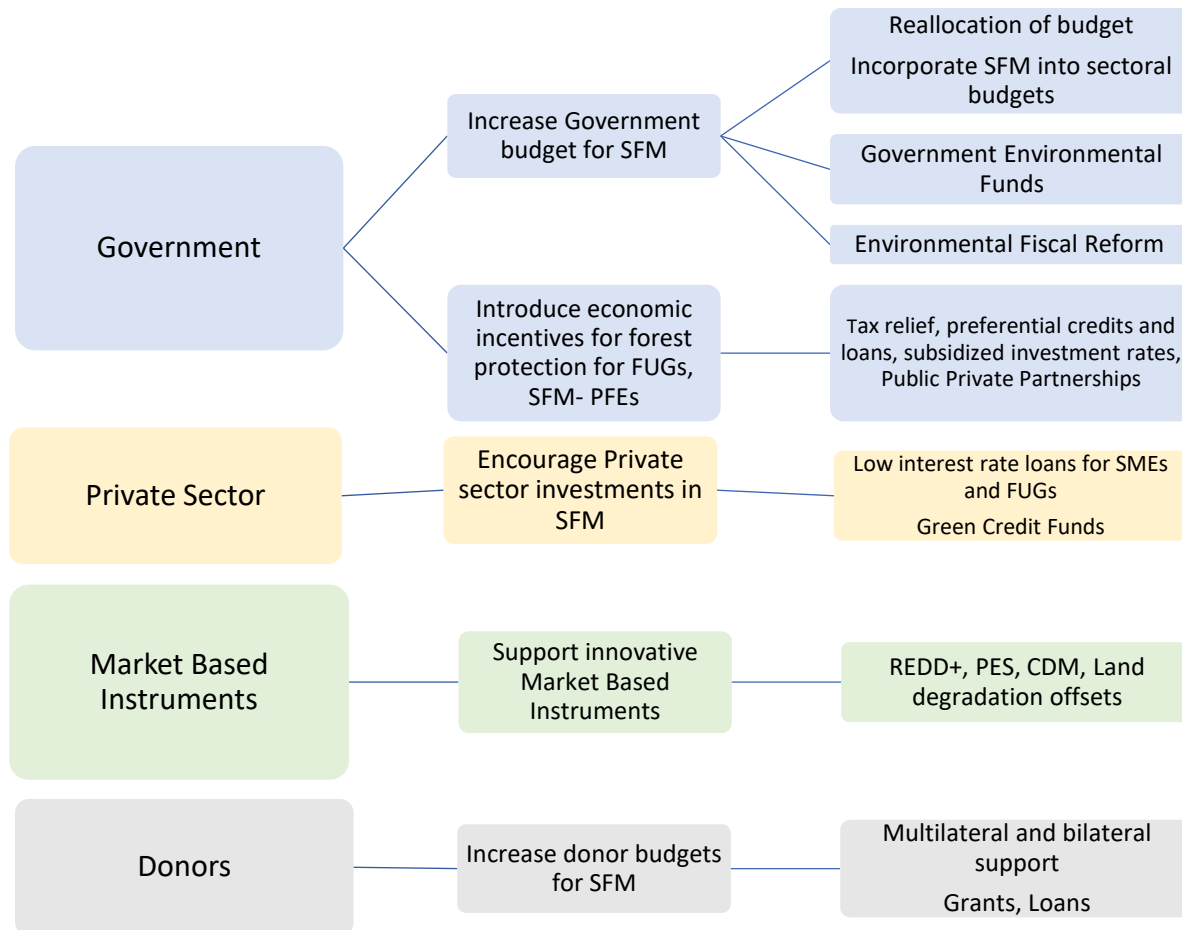 Government
Increase Government
budget for SFM
Reallocation of budget
Incorporate SFM into sectoral
budgets
Government Environmental
Funds
Environmental Fiscal Reform
Introduce economic
incentives for forest
protection for FUGs,
SFM- PFEs
Tax relief, preferential credits and
loans, subsidized investment rates,
Public Private Partnerships
Private Sector
Encourage Private
sector investments in
SFM
Low interest rate loans for SMEs
and FUGs
Green Credit Funds
Market Based
Instruments
Support innovative
Market Based
Instruments
REDD+, PES, CDM, Land
degradation offsets
Donors
Increase donor budgets
for SFM
Multilateral and bilateral
support
Grants, Loans